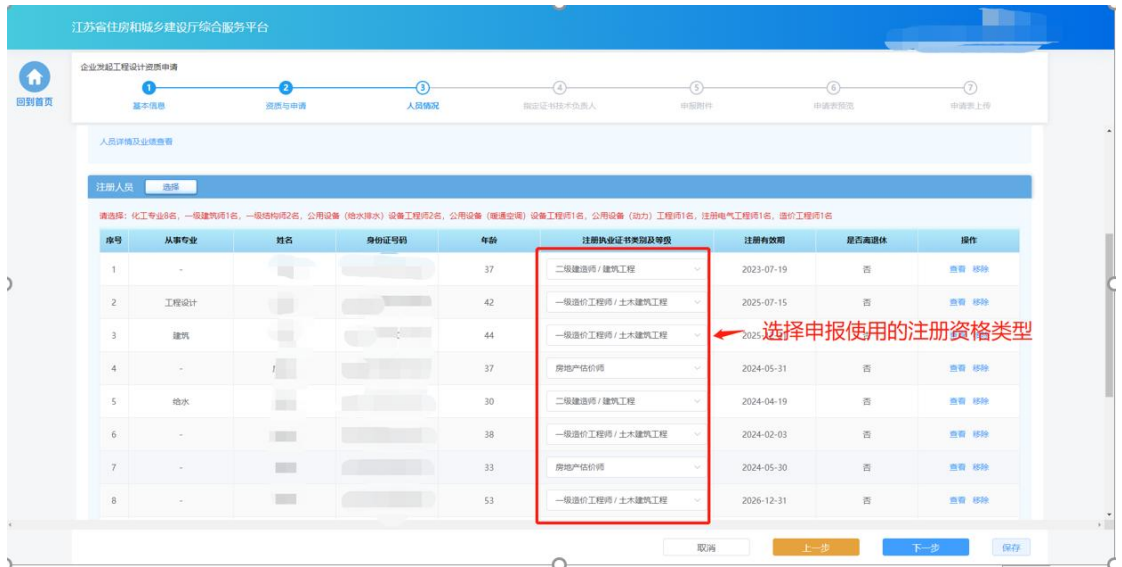 江苏省住房和城乡建设厅综合服务平台
回到首页
企业发起工程设计资质申请
1 2 3 4 5 6 7
基本信息 资质与申请 人员情况 指定证书技术负责人 申报附件 申请表预览 申请表上传
人员详情及业绩查看
注册人员 选择
请选择：化工专业8名，一级建筑师1名，一级结构师2名，公用设备（给水排水）设备工程师2名，公用设备（暖通空调）设备工程师1名，公用设备（动力）工程师1名，注册电气工程师1名，造价工程师1名
序号 从事专业 姓名 身份证号码 年龄 注册执业证书类别及等级 注册有效期 是否离退休 操作
1 - 37 二级建造师 / 建筑工程 2023-07-19 否 查看 移除
2 工程设计 42 一级造价工程师 / 土木建筑工程 2025-07-15 否 查看 移除
3 建筑 44 一级造价工程师 / 土木建筑工程 2025 移除
选择申报使用的注册资格类型
4 - 37 房地产估价师 2024-05-31 否 查看 移除
5 给水 30 二级建造师 / 建筑工程 2024-04-19 否 查看 移除
6 - 38 一级造价工程师 / 土木建筑工程 2024-02-03 否 查看 移除
7 - 33 房地产估价师 2024-05-30 否 查看 移除
8 - 53 一级造价工程师 / 土木建筑工程 2026-12-31 否 查看 移除
取消 上一步 下一步 保存